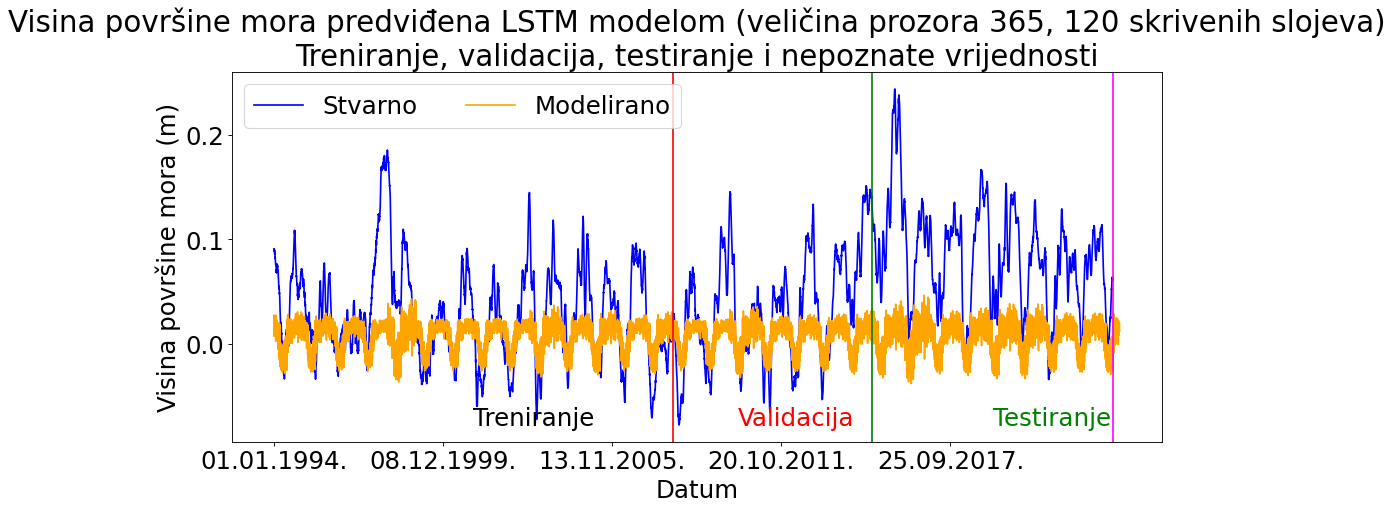 Visina površine mora predviđena LSTM modelom (veličina prozora 365, 120 skrivenih slojeva)
Treniranje, validacija, testiranje i nepoznate vrijednosti
Stvarno
Modelirano
Visina površine mora (m)
0.2
0.1
0.0
Treniranje
Validacija
Testiranje
01.01.1994.
08.12.1999.
13.11.2005.
20.10.2011.
25.09.2017.
Datum